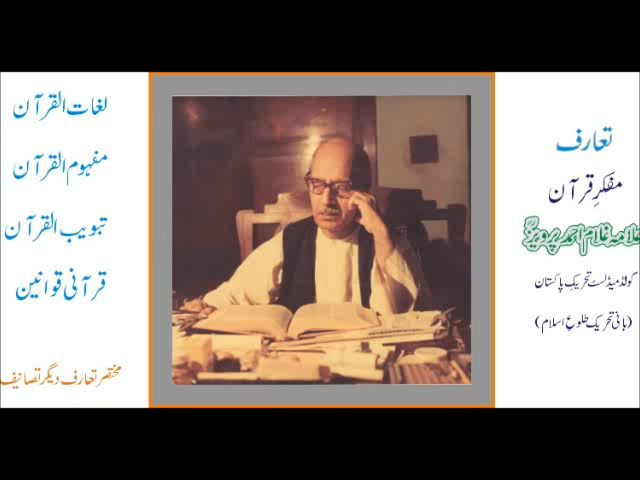 تعارف
مفکرِ قرآن
علامہ غلام احمد پرویزؒ
گولڈ میڈلسٹ تحریکِ پاکستان
(بانی تحریک طلوعِ اسلام)
لغات القرآن
مفہوم القرآن
تبویب القرآن
قرآنی قوانین
مختصر تعارف دیگر تصانیف